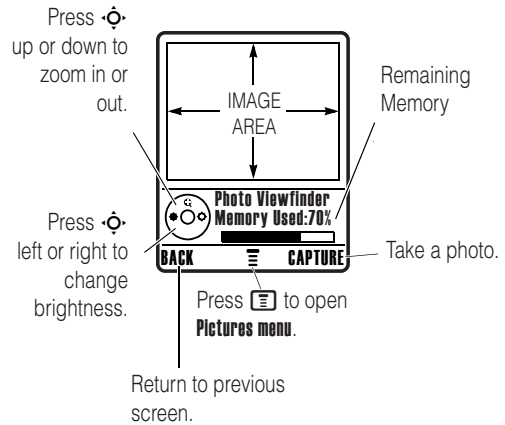 Press
up or down to
zoom in or
out.
IMAGE
AREA
Remaining
Memory
Photo Viewfinder
Memory Used:70%
Press
left or right to
change
brightness.
BACK
CAPTURE
Take a photo.
Press to open
Pictures menu.
Return to previous
screen.